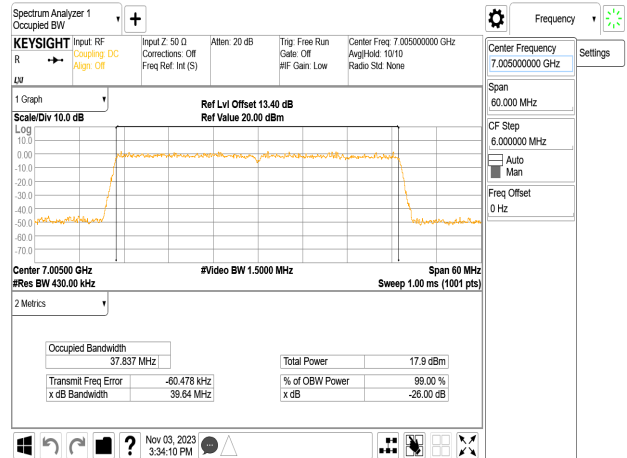 Spectrum Analyzer 1
Occupied BW
Frequency
KEYSIGHT
R
Input: RF
Coupling: DC
Align: Off
Input Z: 50 Ω
Corrections: Off
Freq Ref: Int (S)
Atten: 20 dB
Trig: Free Run
Gate: Off
#IF Gain: Low
Center Freq: 7.005000000 GHz
Avg|Hold: 10/10
Radio Std: None
Center Frequency
7.005000000 GHz
Settings
Span
60.000 MHz
CF Step
6.000000 MHz
Auto
Man
Freq Offset
0 Hz
1 Graph
Scale/Div 10.0 dB
Ref Lvl Offset 13.40 dB
Ref Value 20.00 dBm
Log
10.0
0.00
-10.0
-20.0
-30.0
-40.0
-50.0
-60.0
-70.0
Center 7.00500 GHz
#Res BW 430.00 kHz
#Video BW 1.5000 MHz
Span 60 MHz
Sweep 1.00 ms (1001 pts)
2 Metrics
Occupied Bandwidth
37.837 MHz
Total Power 17.9 dBm
Transmit Freq Error -60.478 kHz
% of OBW Power 99.00 %
x dB Bandwidth 39.64 MHz
x dB -26.00 dB
?
Nov 03, 2023
3:34:10 PM